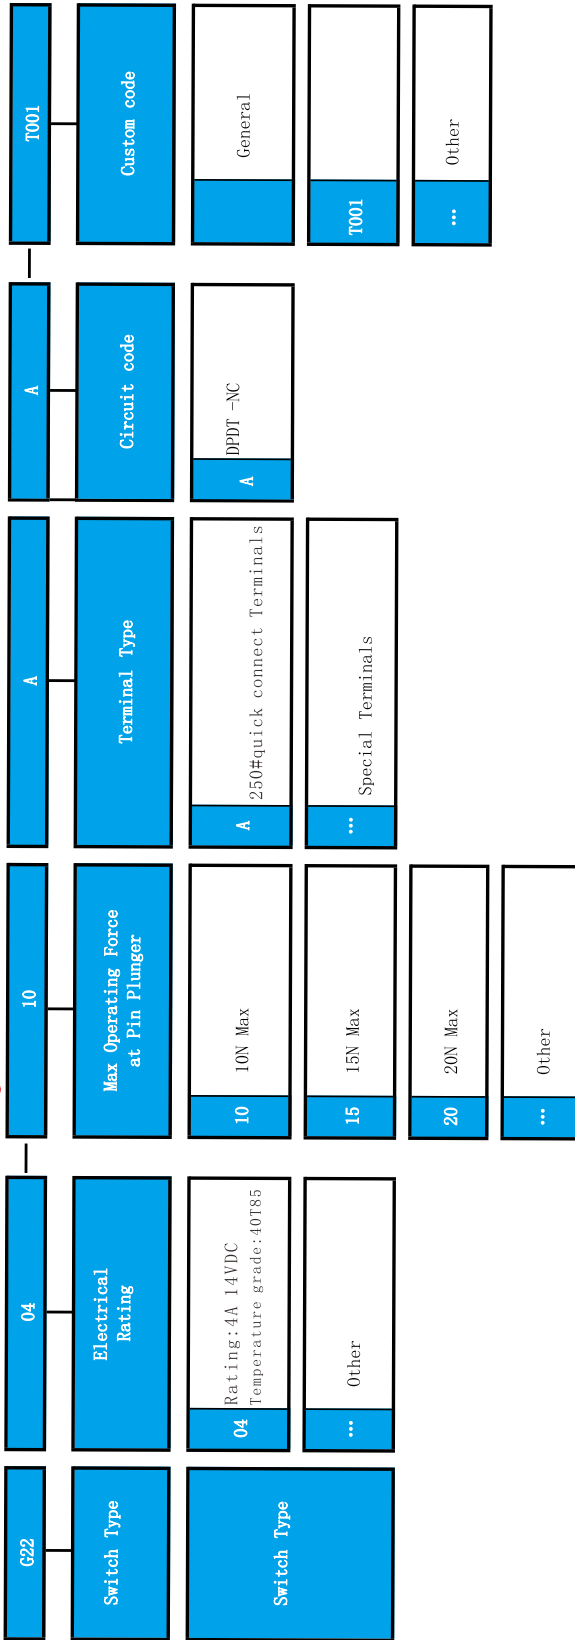 G22
04
—
10
A
A
—
T001
Switch Type
Electrical
Rating
Max Operating Force
at Pin Plunger
Terminal Type
Circuit code
Custom code
Switch Type
04
Rating:4A 14VDC
Temperature grade:40T85
...
Other
10
10N Max
15
15N Max
20
20N Max
...
Other
A
250#quick connect Terminals
...
Special Terminals
A
DPDT -NC
General
T001
...
Other